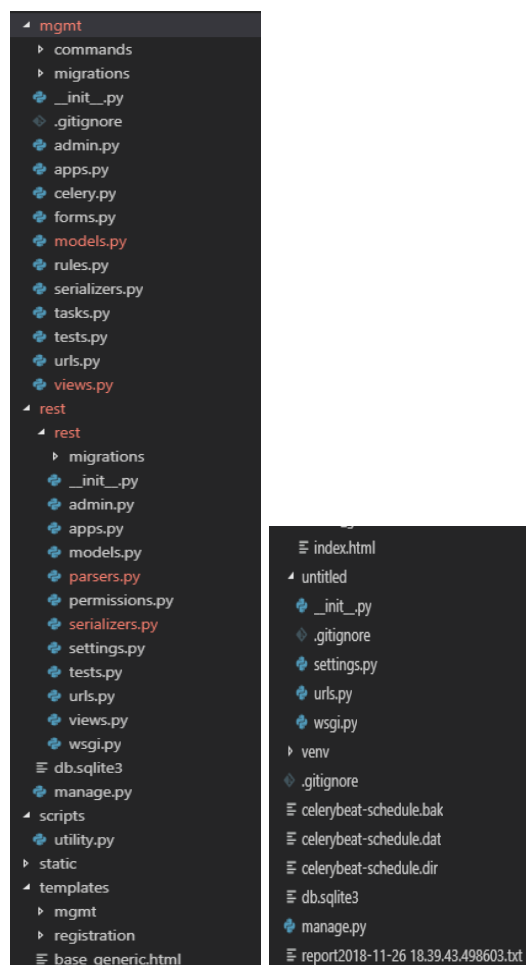 mgmt
commands
migrations
__init__.py
.gitignore
admin.py
apps.py
celery.py
forms.py
models.py
rules.py
serializers.py
tasks.py
tests.py
urls.py
views.py
rest
rest
migrations
__init__.py
admin.py
apps.py
models.py
parsers.py
permissions.py
serializers.py
settings.py
tests.py
urls.py
views.py
wsgi.py
db.sqlite3
manage.py
scripts
utility.py
static
templates
mgmt
registration
base_generic.html
index.html
untitled
__init__.py
.gitignore
settings.py
urls.py
wsgi.py
venv
.gitignore
celerybeat-schedule.bak
celerybeat-schedule.dat
celerybeat-schedule.dir
db.sqlite3
manage.py
report2018-11-26 18.39.43.498603.txt